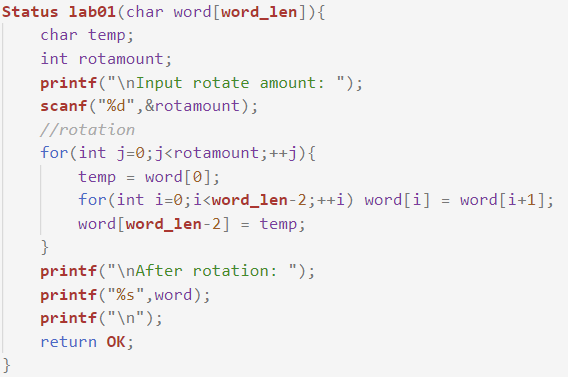 Status lab01(char word[word_len]){
    char temp;
    int rotamount;
    printf("\nInput rotate amount: ");
    scanf("%d",&rotamount);
    //rotation
    for(int j=0;j<rotamount;++j){
        temp = word[0];
        for(int i=0;i<word_len-2;++i) word[i] = word[i+1];
        word[word_len-2] = temp;
    }
    printf("\nAfter rotation: ");
    printf("%s",word);
    printf("\n");
    return OK;
}